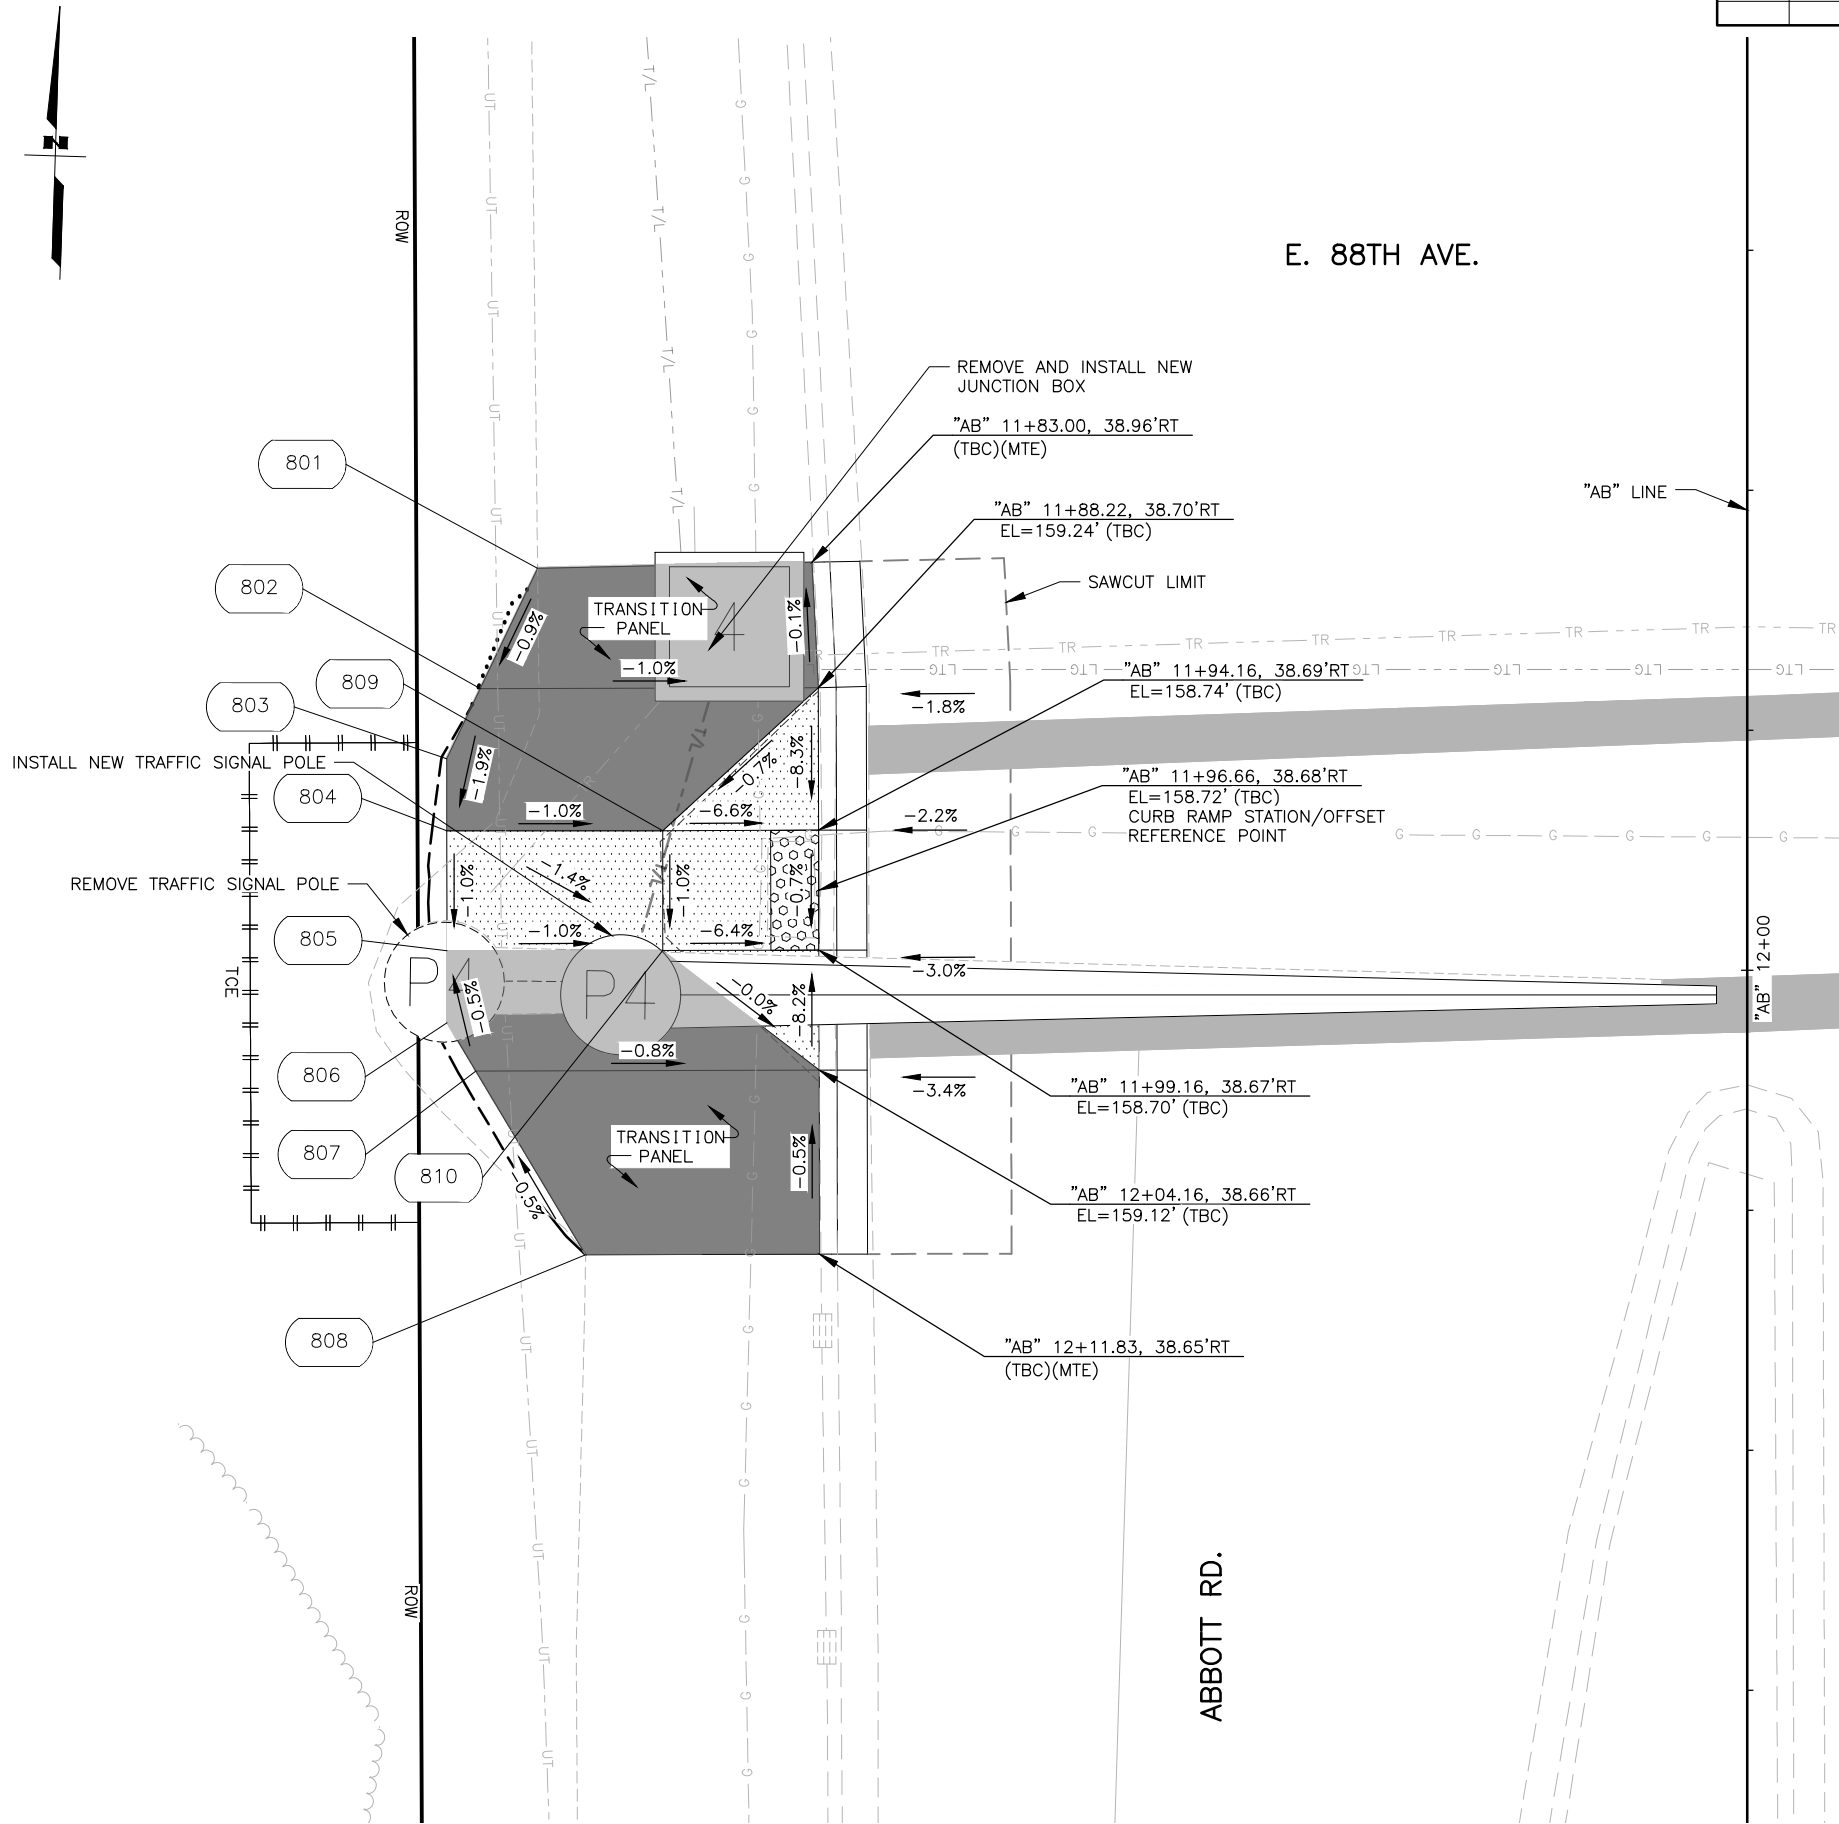 E. 88TH AVE.
ROW
REMOVE AND INSTALL NEW
JUNCTION BOX
"AB" 11+83.00, 38.96'RT
(TBC)(MTE)
801
"AB" LINE
"AB" 11+88.22, 38.70'RT
EL=159.24' (TBC)
SAWCUT LIMIT
802
TRANSITION
PANEL
4
-0.9%
-0.1%
-1.0%
809
"AB" 11+94.16, 38.69'RT
EL=158.74' (TBC)
-1.8%
803
INSTALL NEW TRAFFIC SIGNAL POLE
-1.9%
-0.7%
-8.3%
"AB" 11+96.66, 38.68'RT
EL=158.72' (TBC)
CURB RAMP STATION/OFFSET
REFERENCE POINT
804
-1.0%
-6.6%
-2.2%
REMOVE TRAFFIC SIGNAL POLE
-1.0%
-1.4%
-1.0%
-0.7%
805
-1.0%
-6.4%
"AB" 12+00
TCE
P4
P4
-0.5%
-0.0%
-8.2%
-3.0%
806
-0.8%
-3.4%
"AB" 11+99.16, 38.67'RT
EL=158.70' (TBC)
807
810
TRANSITION
PANEL
-0.5%
-0.5%
"AB" 12+04.16, 38.66'RT
EL=159.12' (TBC)
808
"AB" 12+11.83, 38.65'RT
(TBC)(MTE)
ROW
ABBOTT RD.
UT
T/L
G
TR
LTG